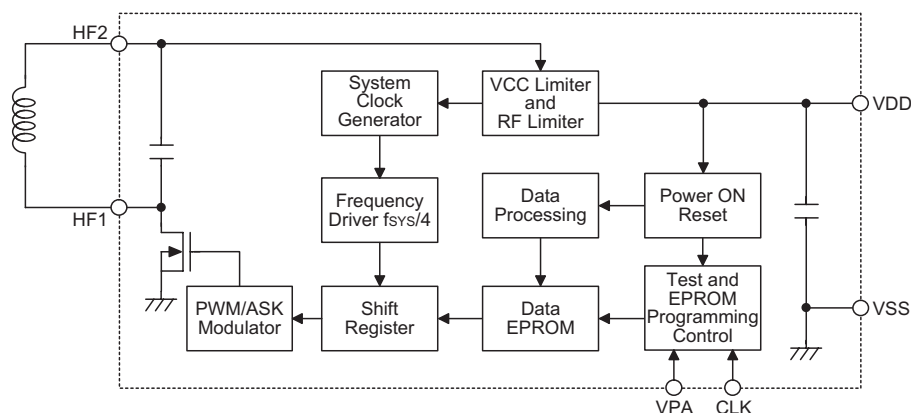 HF2
System
Clock
Generator
VCC Limiter
and
RF Limiter
VDD
HF1
Frequency
Driver fSYS/4
Data
Processing
Power ON
Reset
PWM/ASK
Modulator
Shift
Register
Data
EPROM
Test and
EPROM
Programming
Control
VSS
VPA
CLK